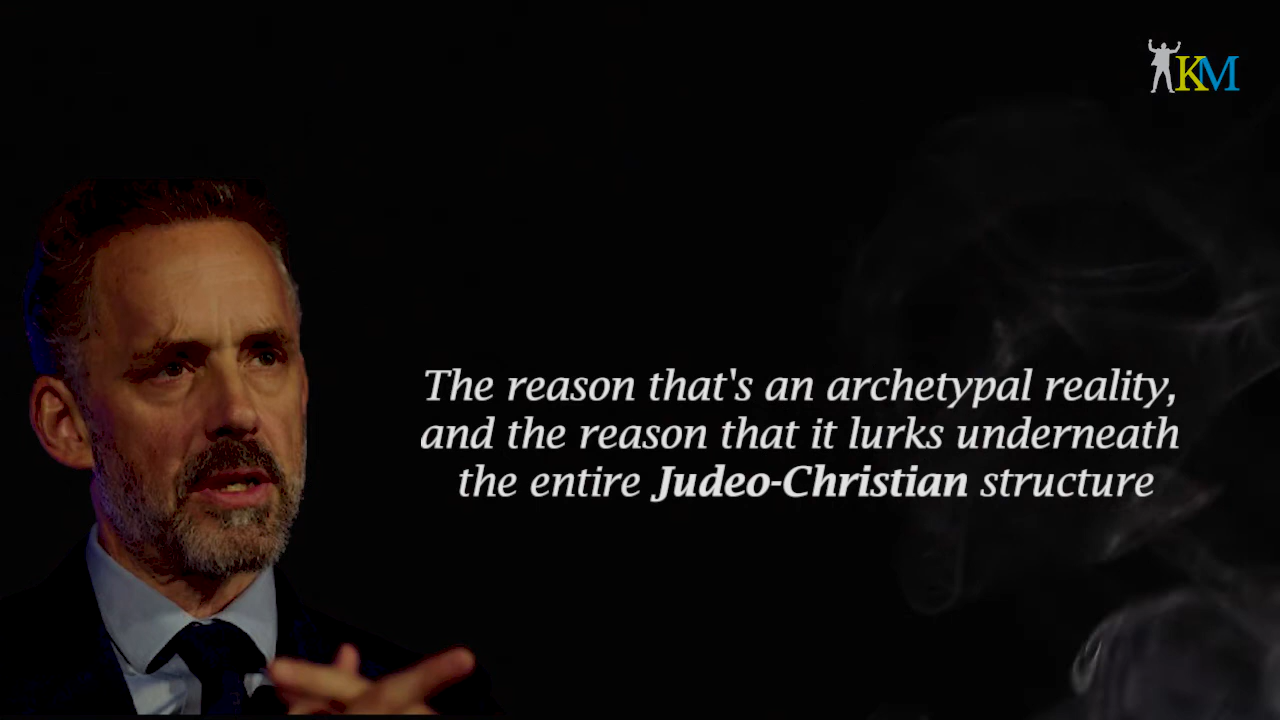 KM
The reason that's an archetypal reality,
and the reason that it lurks underneath
the entire Judeo-Christian structure